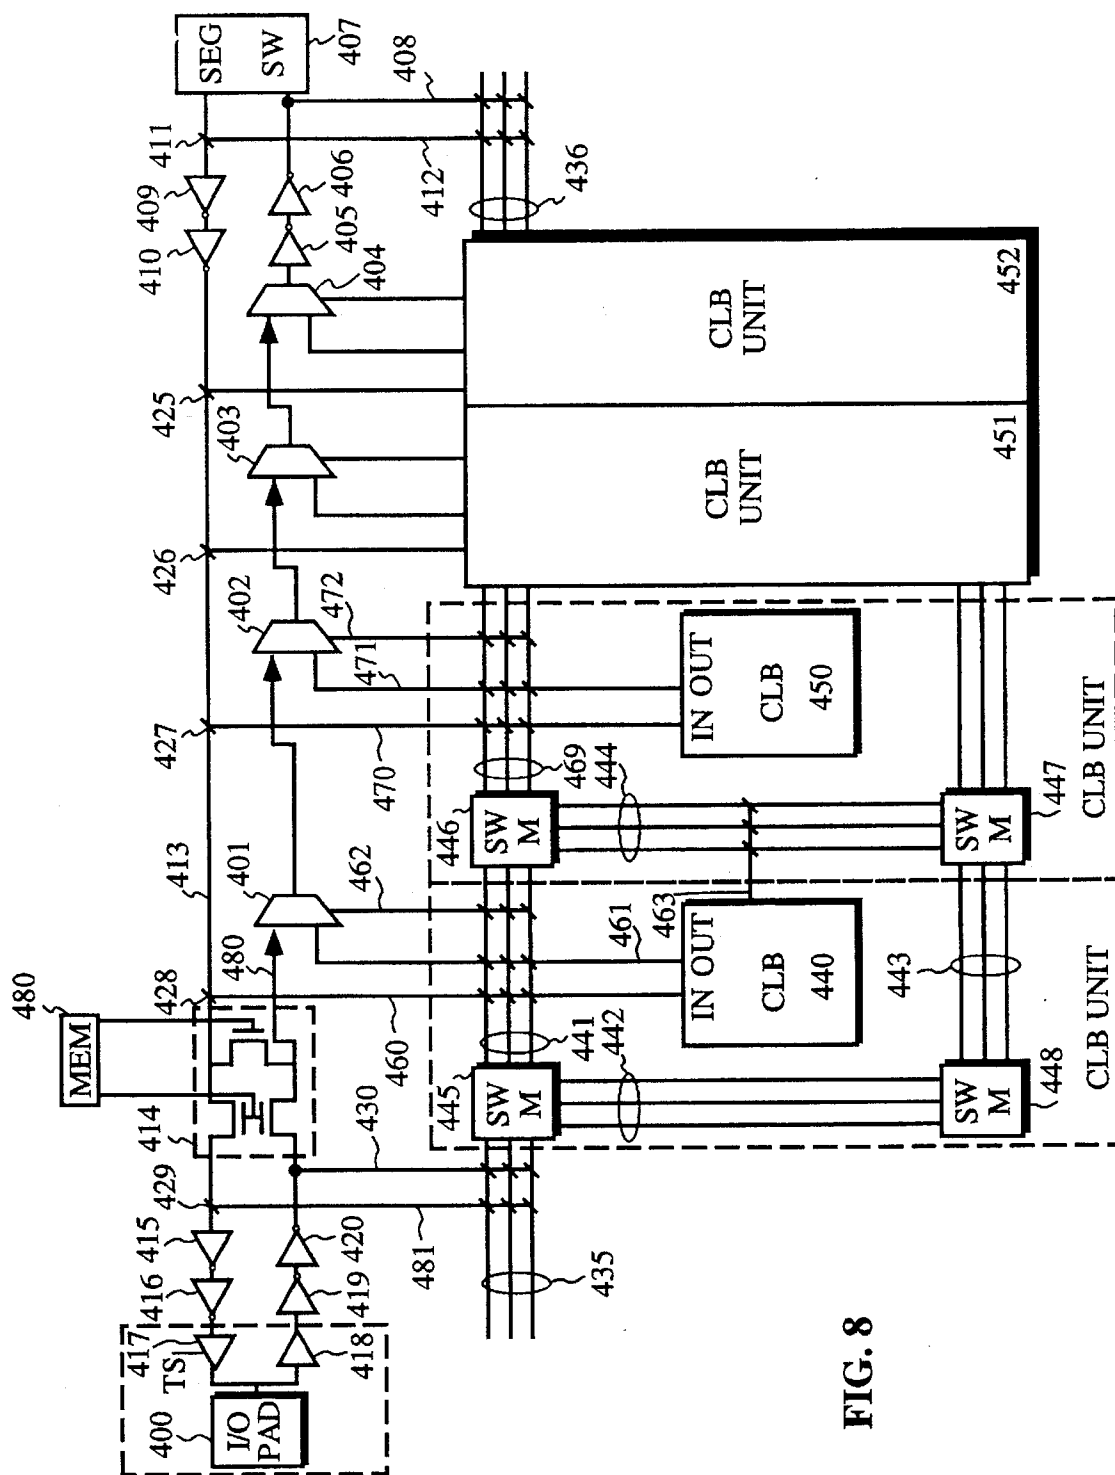 480
MEM
400
417
TS
416
415
429
414
428
413
427
426
425
410
409
411
I/O
PAD
SEG
SW
407
418
419
420
480
401
402
403
404
405
406
408
481
430
460
462
461
463
470
471
472
412
435
445
SW
M
441
442
446
SW
M
469
444
436
IN OUT
CLB
440
IN OUT
CLB
450
CLB
UNIT
451
CLB
UNIT
452
443
SW
M
448
SW
M
447
CLB UNIT
CLB UNIT
FIG. 8